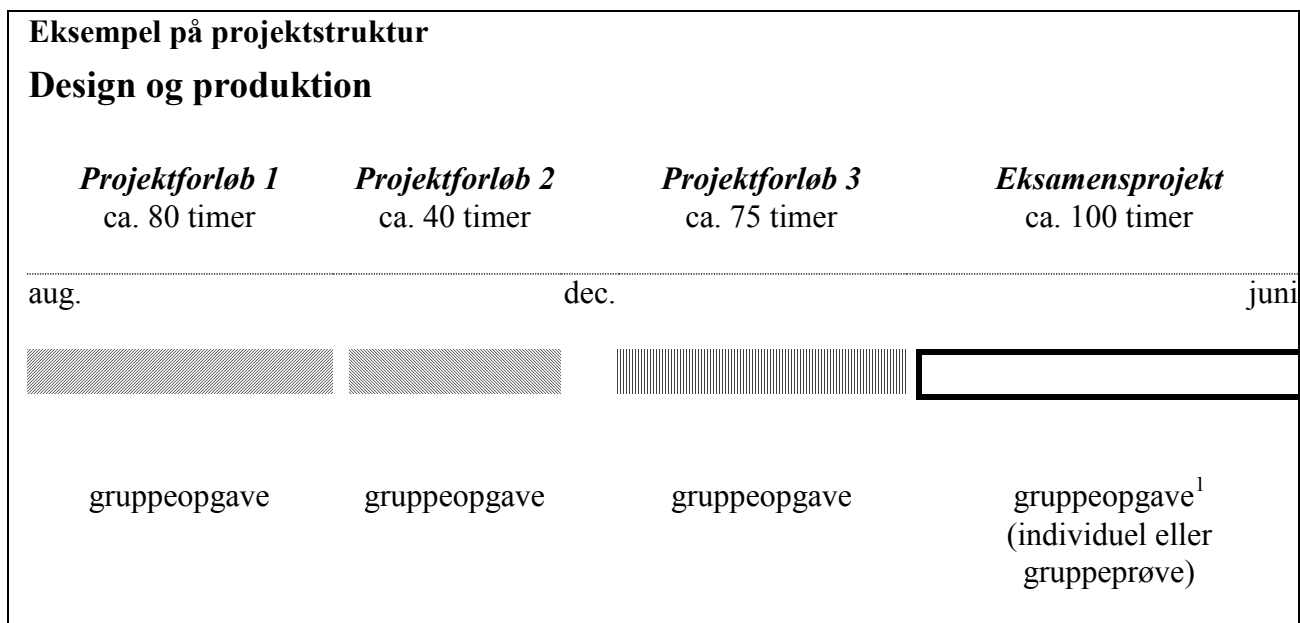 Eksempel på projektstruktur
Design og produktion
Projektforløb 1 Projektforløb 2 Projektforløb 3 Eksamensprojekt
ca. 80 timer ca. 40 timer ca. 75 timer ca. 100 timer
aug. dec. juni
gruppeopgave gruppeopgave gruppeopgave gruppeopgave¹
(individuel eller
gruppeprøve)